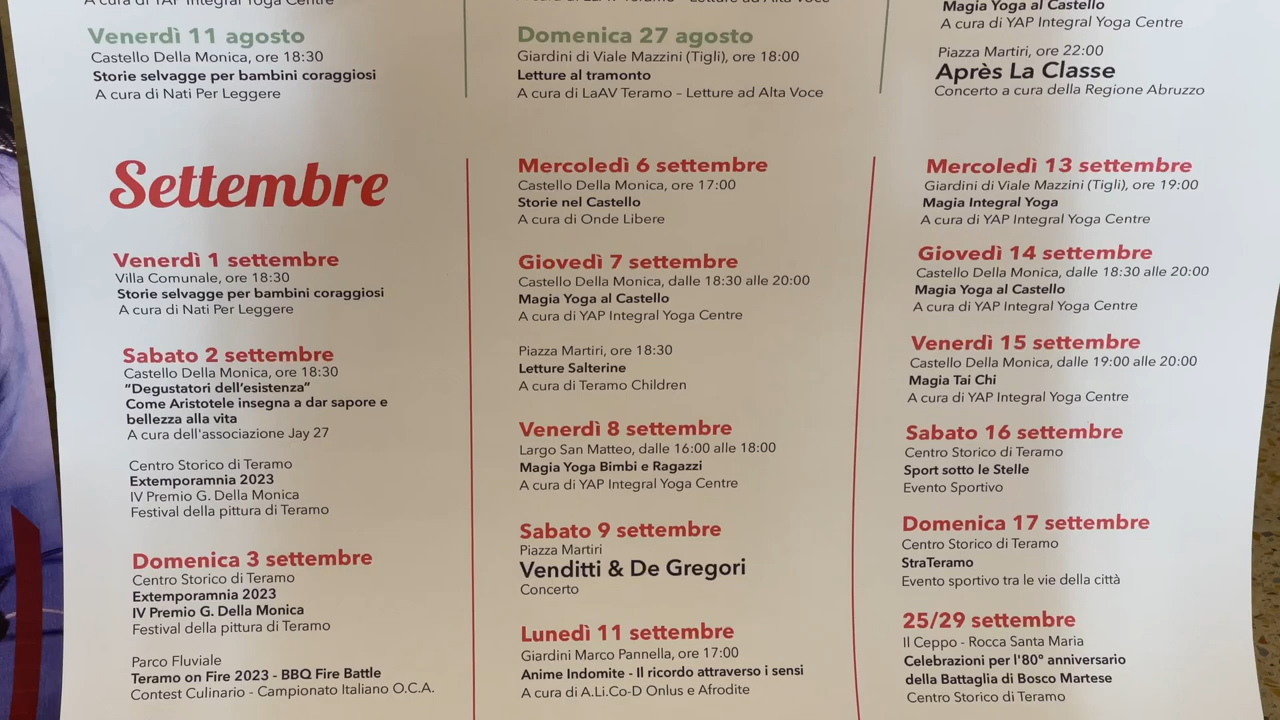 A cura di YAP Integral Yoga Centre
Venerdì 11 agosto
Castello Della Monica, ore 18:30
Storie selvagge per bambini coraggiosi
A cura di Nati Per Leggere
A cura di LaAV Teramo - Letture ad Alta Voce
Domenica 27 agosto
Giardini di Viale Mazzini (Tigli), ore 18:00
Letture al tramonto
A cura di LaAV Teramo – Letture ad Alta Voce
Magia Yoga al Castello
A cura di YAP Integral Yoga Centre
Piazza Martiri, ore 22:00
Après La Classe
Concerto a cura della Regione Abruzzo
Settembre
Venerdì 1 settembre
Villa Comunale, ore 18:30
Storie selvagge per bambini coraggiosi
A cura di Nati Per Leggere
Sabato 2 settembre
Castello Della Monica, ore 18:30
“Degustatori dell’esistenza”
Come Aristotele insegna a dar sapore e
bellezza alla vita
A cura dell'associazione Jay 27
Centro Storico di Teramo
Extemporamnia 2023
IV Premio G. Della Monica
Festival della pittura di Teramo
Domenica 3 settembre
Centro Storico di Teramo
Extemporamnia 2023
IV Premio G. Della Monica
Festival della pittura di Teramo
Parco Fluviale
Teramo on Fire 2023 - BBQ Fire Battle
Contest Culinario - Campionato Italiano O.C.A.
Mercoledì 6 settembre
Castello Della Monica, ore 17:00
Storie nel Castello
A cura di Onde Libere
Giovedì 7 settembre
Castello Della Monica, dalle 18:30 alle 20:00
Magia Yoga al Castello
A cura di YAP Integral Yoga Centre
Piazza Martiri, ore 18:30
Letture Salterine
A cura di Teramo Children
Venerdì 8 settembre
Largo San Matteo, dalle 16:00 alle 18:00
Magia Yoga Bimbi e Ragazzi
A cura di YAP Integral Yoga Centre
Sabato 9 settembre
Piazza Martiri
Venditti & De Gregori
Concerto
Lunedì 11 settembre
Giardini Marco Pannella, ore 17:00
Anime Indomite - Il ricordo attraverso i sensi
A cura di A.Li.Co-D Onlus e Afrodite
Mercoledì 13 settembre
Giardini di Viale Mazzini (Tigli), ore 19:00
Magia Integral Yoga
A cura di YAP Integral Yoga Centre
Giovedì 14 settembre
Castello Della Monica, dalle 18:30 alle 20:00
Magia Yoga al Castello
A cura di YAP Integral Yoga Centre
Venerdì 15 settembre
Castello Della Monica, dalle 19:00 alle 20:00
Magia Tai Chi
A cura di YAP Integral Yoga Centre
Sabato 16 settembre
Centro Storico di Teramo
Sport sotto le Stelle
Evento Sportivo
Domenica 17 settembre
Centro Storico di Teramo
StraTeramo
Evento sportivo tra le vie della città
25/29 settembre
Il Ceppo - Rocca Santa Maria
Celebrazioni per l'80° anniversario
della Battaglia di Bosco Martese
Centro Storico di Teramo